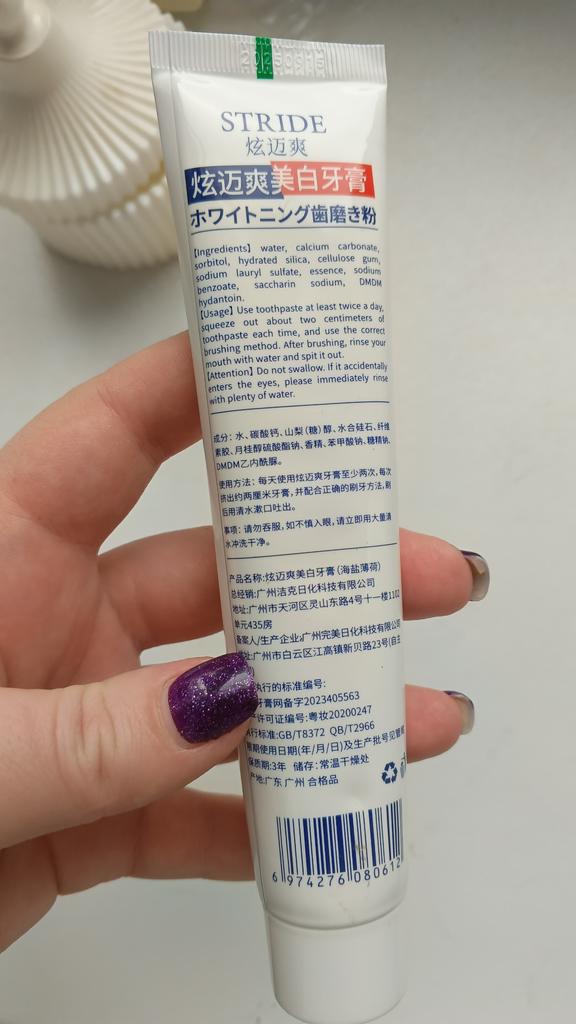 STRIDE
炫迈爽
炫迈爽美白牙膏
ホワイトニング歯磨き粉
【Ingredients】 water, calcium carbonate,
sorbitol, hydrated silica, cellulose gum,
sodium lauryl sulfate, essence, sodium
benzoate, saccharin sodium, DMDM
hydantoin.
【Usage】 Use toothpaste at least twice a day,
squeeze out about two centimeters of
toothpaste each time, and use the correct
brushing method. After brushing, rinse your
mouth with water and spit it out.
【Attention】 Do not swallow. If it accidentally
enters the eyes, please immediately rinse
with plenty of water.
成分: 水、碳酸钙、山梨(糖)醇、水合硅石、纤维
素胶、月桂醇硫酸酯钠、香精、苯甲酸钠、糖精钠、
DMDM乙内酰脲。
使用方法: 每天使用炫迈爽牙膏至少两次,每次
挤出约两厘米牙膏,并配合正确的刷牙方法,刷
后用清水漱口吐出。
事项: 请勿吞服,如不慎入眼,请立即用大量清
水冲洗干净。
产品名称:炫迈爽美白牙膏(海盐薄荷)
总经销:广州洁克日化科技有限公司
地址:广州市天河区灵山东路4号十一楼1102
单元435房
备案人/生产企业:广州完美日化科技有限公司
地址:广州市白云区江高镇新贝路23号(自主
执行的标准编号:
牙膏网备字2023405563
许可证编号:粤妆20200247
执行标准:GB/T8372 QB/T2966
限期使用日期(年/月/日)及生产批号见管尾
保质期:3年 储存:常温干燥处
产地:广东 广州 合格品
6 974276 080612